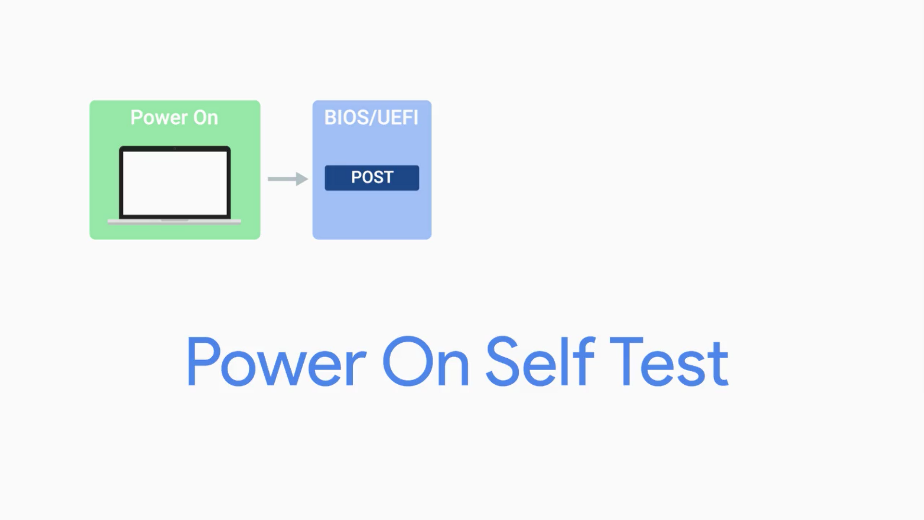 Power On
BIOS/UEFI
POST
Power On Self Test